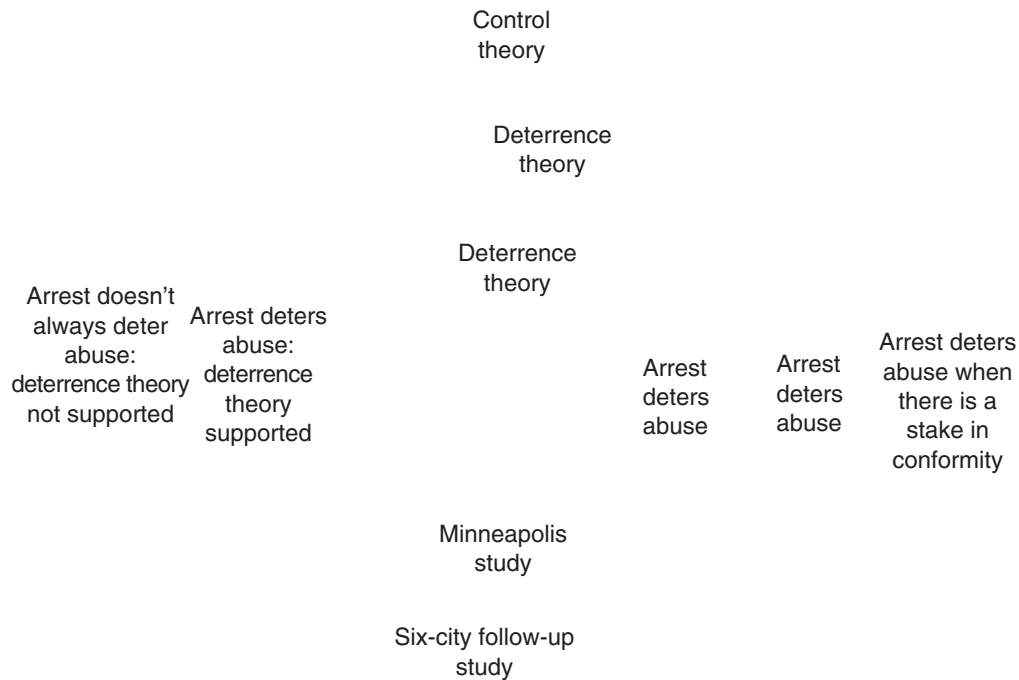 Control
theory
Deterrence
theory
Deterrence
theory
Arrest doesn't
always deter
abuse:
deterrence theory
not supported
Arrest deters
abuse:
deterrence
theory
supported
Arrest
deters
abuse
Arrest
deters
abuse
Arrest deters
abuse when
there is a
stake in
conformity
Minneapolis
study
Six-city follow-up
study